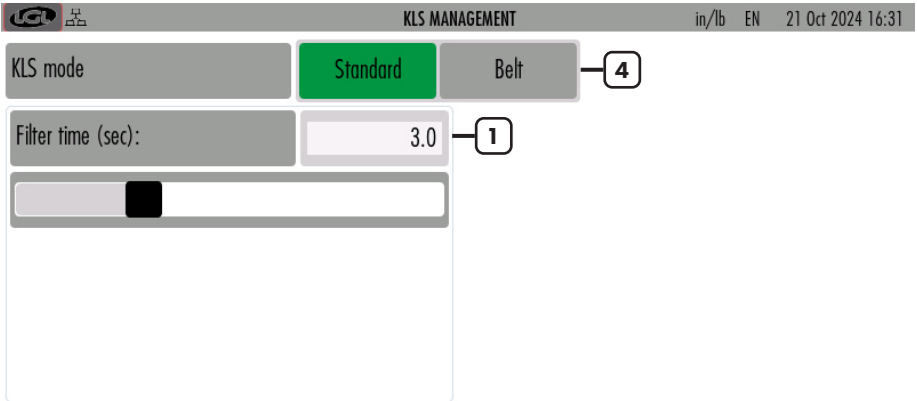 LGL KLS MANAGEMENT in/lb EN 21 Oct 2024 16:31
KLS mode Standard Belt 4
Filter time (sec): 3.0 1